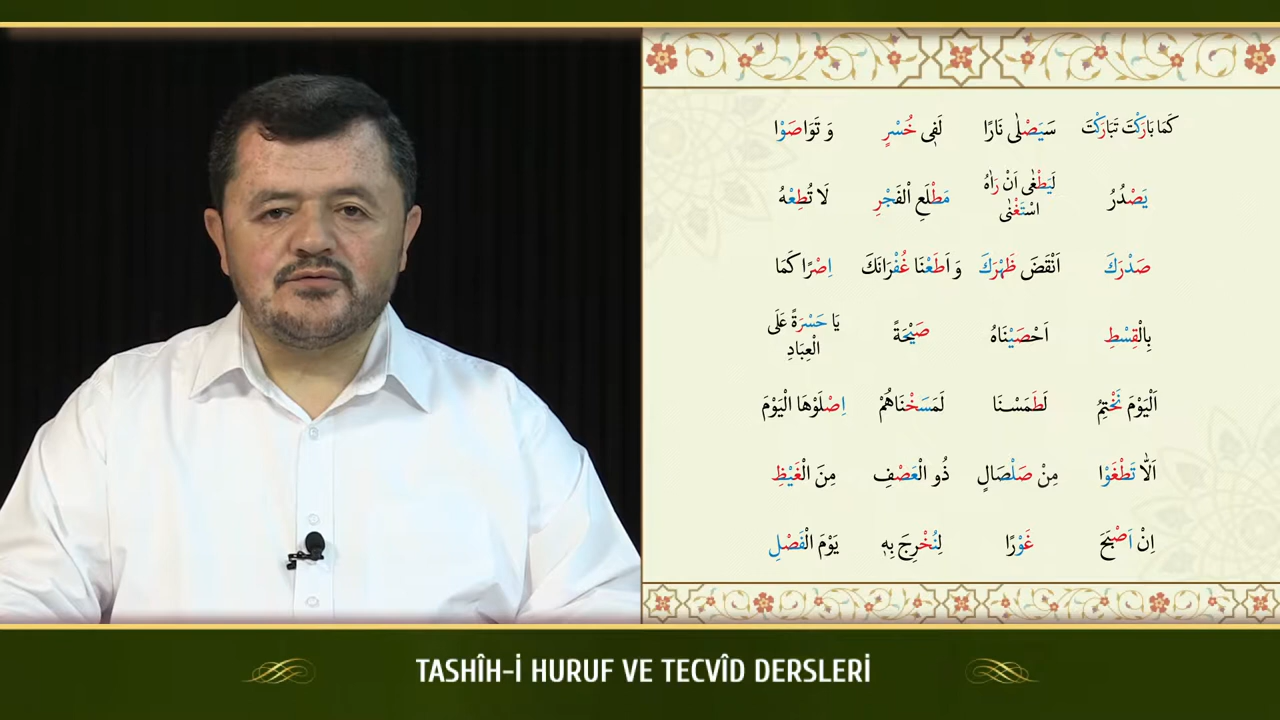 كَمَا بَارَكْتَ تَبَارَكْتَ سَيَصْلٰى نَارًا لَفٖى خُسْرٍ وَ تَوَاصَوْا
يَصْدُرُ لَيَطْغٰى اَنْ رَاٰهُ اسْتَغْنٰى مَطْلَعِ الْفَجْرِ لَا تُطِعْهُ
صَدْرَكَ اَنْقَضَ ظَهْرَكَ وَ اَطَعْنَا غُفْرَانَكَ اِصْرًا كَمَا
بِالْقِسْطِ اَحْصَيْنَاهُ صَيْحَةً يَا حَسْرَةً عَلَى الْعِبَادِ
اَلْيَوْمَ نَخْتِمُ لَطَمَسْنَا لَمَسَخْنَاهُمْ اِصْلَوْهَا الْيَوْمَ
اَلَّا تَطْغَوْا مِنْ صَلْصَالٍ ذُو الْعَصْفِ مِنَ الْغَيْظِ
اِنْ اَصْبَحَ غَوْرًا لِنُخْرِجَ بِهٖ يَوْمَ الْفَصْلِ
TASHÎH-İ HURUF VE TECVÎD DERSLERİ